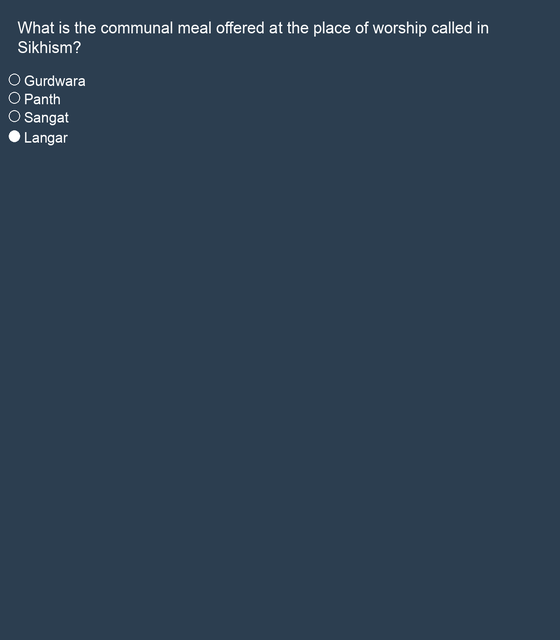 What is the communal meal offered at the place of worship called in
Sikhism?
Gurdwara
Panth
Sangat
Langar